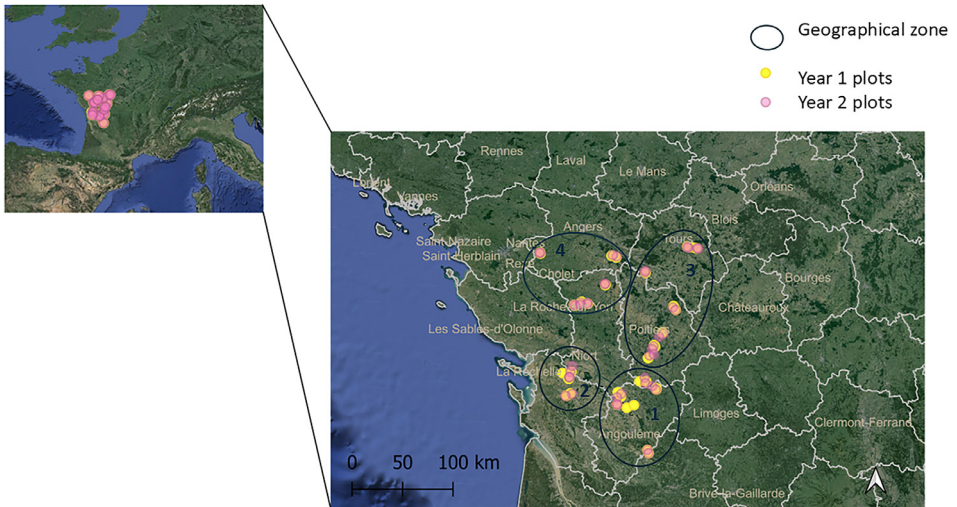 Geographical zone
Year 1 plots
Year 2 plots
Rennes
Laval
Le Mans
Orléans
Lorient
Vannes
Blois
Angers
Tours
Saint Nazaire
Nantes
4
Saint-Herblain
Cholet
3
Bourges
La Roche-sur-Yon
Châteauroux
Les Sables-d'Olonne
Poitiers
Niort
La Rochelle
2
1
Limoges
Clermont-Ferrand
Angoulême
0 50 100 km
Brive-la-Gaillarde